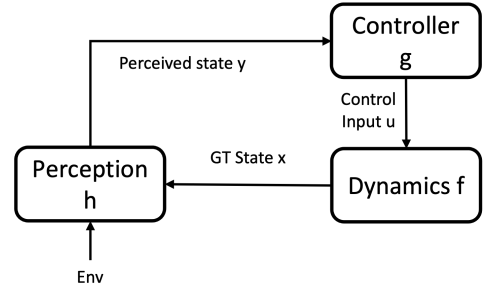 Controller
g
Perceived state y
Control
Input u
GT State x
Perception
h
Dynamics f
Env